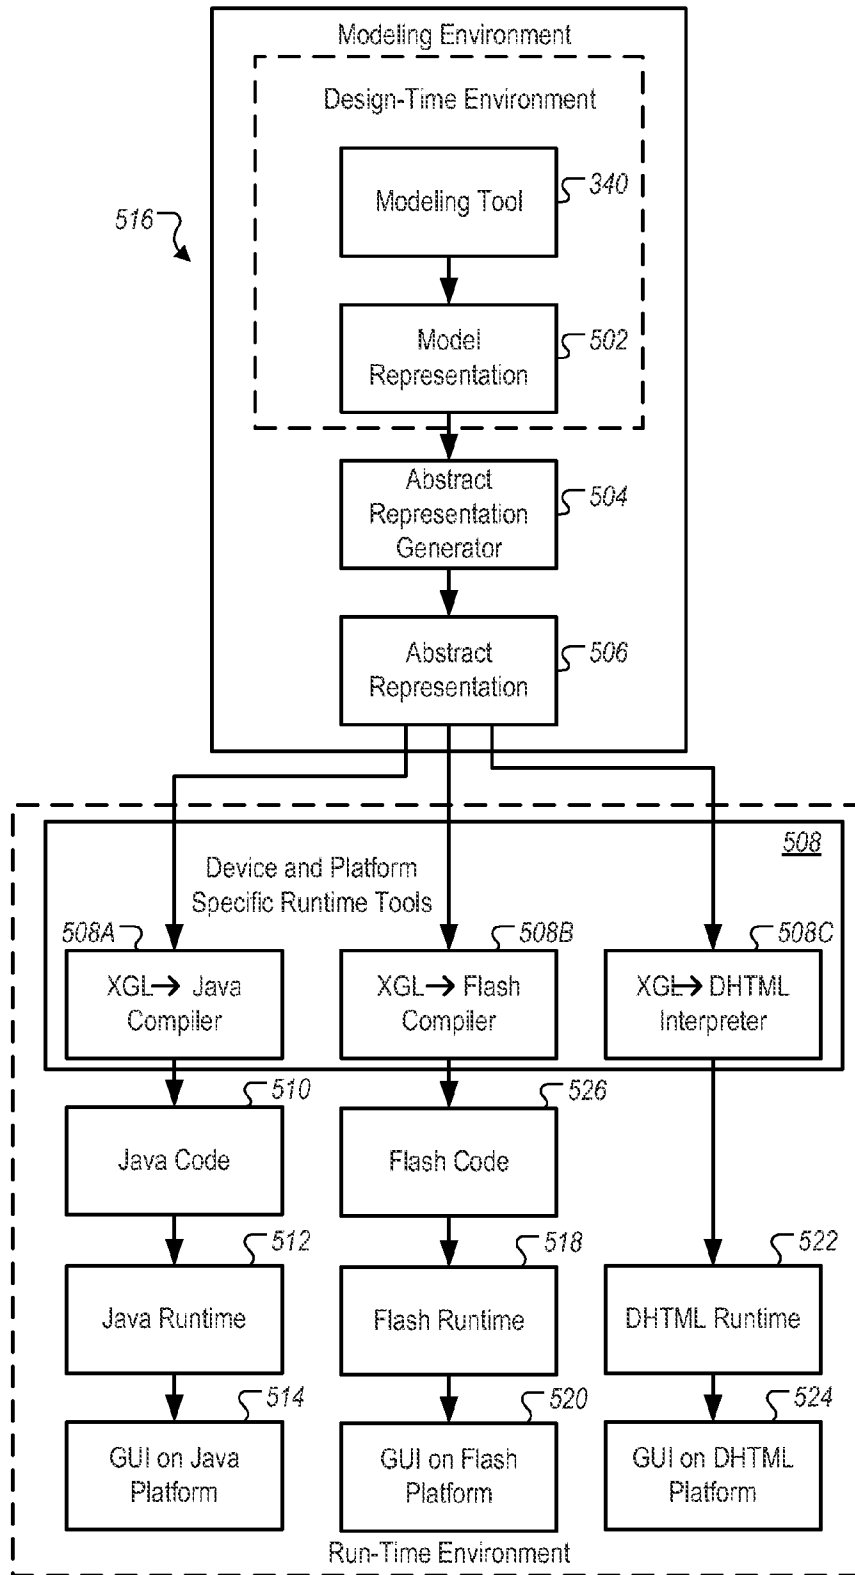 Modeling Environment
Design-Time Environment
Modeling Tool
340
516
Model
Representation
502
Abstract
Representation
Generator
504
Abstract
Representation
506
508
Device and Platform
Specific Runtime Tools
508A
508B
508C
XGL→ Java
Compiler
XGL→ Flash
Compiler
XGL→ DHTML
Interpreter
510
526
Java Code
Flash Code
512
518
522
Java Runtime
Flash Runtime
DHTML Runtime
514
520
524
GUI on Java
Platform
GUI on Flash
Platform
GUI on DHTML
Platform
Run-Time Environment